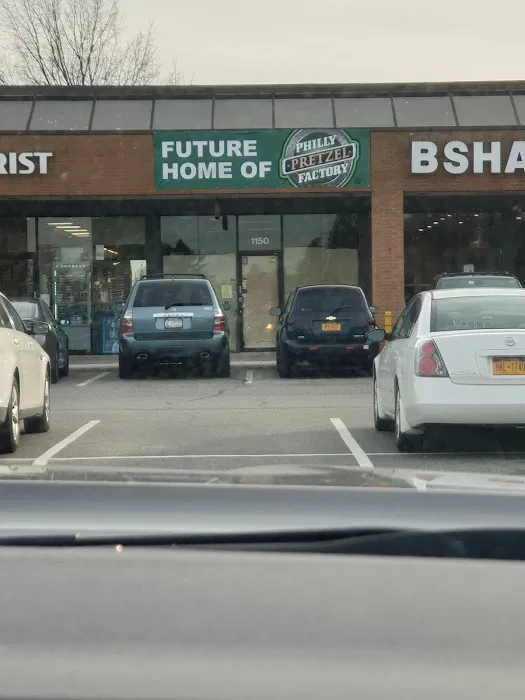 RIST
FUTURE
HOME OF
PHILLY
PRETZEL
FACTORY
BSHA
1150